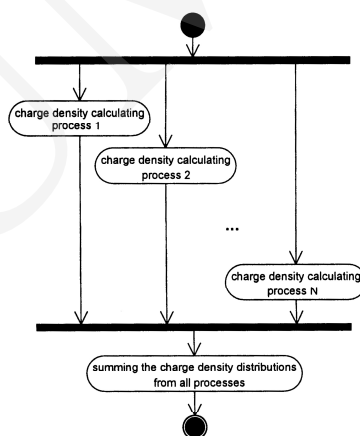 charge density calculating
process 1
charge density calculating
process 2
...
charge density calculating
process N
summing the charge density distributions
from all processes